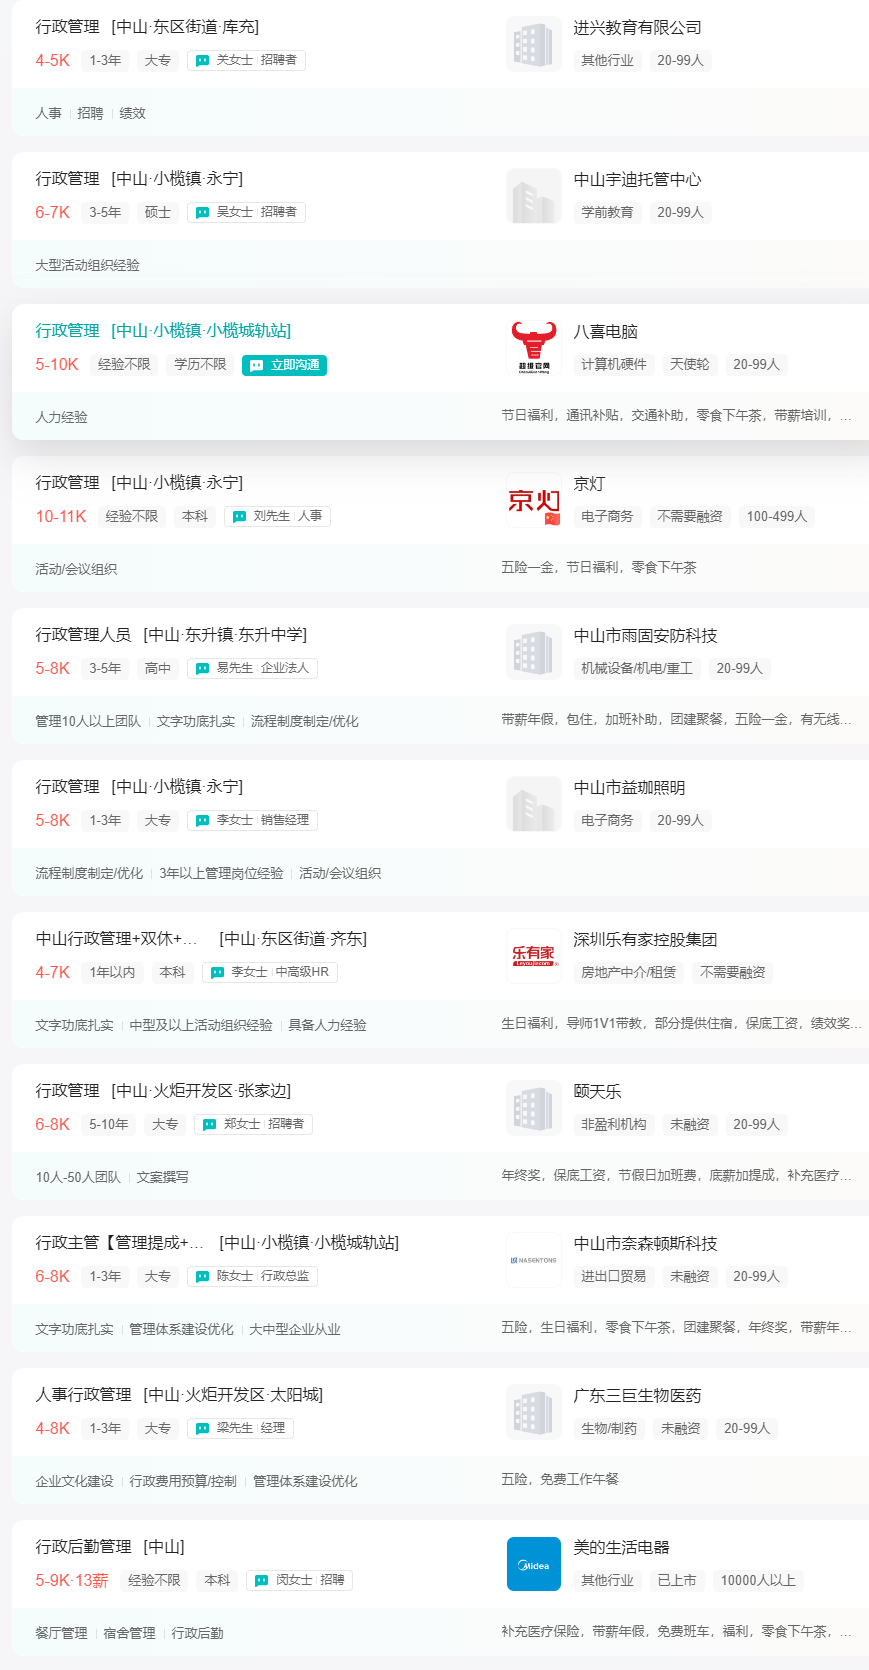 行政管理 [中山·东区街道·库充]
进兴教育有限公司
4-5K 1-3年 大专 关女士 招聘者
其他行业 20-99人
人事 招聘 绩效
行政管理 [中山·小榄镇·永宁]
中山宇迪托管中心
6-7K 3-5年 硕士 吴女士 招聘者
学前教育 20-99人
大型活动组织经验
行政管理 [中山·小榄镇·小榄城轨站]
八喜电脑
5-10K 经验不限 学历不限 立即沟通
超级官网
计算机硬件 天使轮 20-99人
人力经验
节日福利，通讯补贴，交通补助，零食下午茶，带薪培训，...
行政管理 [中山·小榄镇·永宁]
京灯
京灯
10-11K 经验不限 本科 刘先生 人事
电子商务 不需要融资 100-499人
活动/会议组织
五险一金，节日福利，零食下午茶
行政管理人员 [中山·东升镇·东升中学]
中山市雨固安防科技
5-8K 3-5年 高中 易先生 企业法人
机械设备/机电/重工 20-99人
管理10人以上团队 文字功底扎实 流程制度制定/优化
带薪年假，包住，加班补助，团建聚餐，五险一金，有无线...
行政管理 [中山·小榄镇·永宁]
中山市益珈照明
5-8K 1-3年 大专 李女士 销售经理
电子商务 20-99人
流程制度制定/优化 3年以上管理岗位经验 活动/会议组织
中山行政管理+双休+... [中山·东区街道·齐东]
深圳乐有家控股集团
乐有家
4-7K 1年以内 本科 李女士 中高级HR
房地产中介/租赁 不需要融资
文字功底扎实 中型及以上活动组织经验 具备人力经验
生日福利，导师1V1带教，部分提供住宿，保底工资，绩效奖...
行政管理 [中山·火炬开发区·张家边]
颐天乐
6-8K 5-10年 大专 郑女士 招聘者
非盈利机构 未融资 20-99人
10人-50人团队 文案撰写
年终奖，保底工资，节假日加班费，底薪加提成，补充医疗...
行政主管【管理提成+... [中山·小榄镇·小榄城轨站]
中山市奈森顿斯科技
NASENTONS
6-8K 1-3年 大专 陈女士 行政总监
进出口贸易 未融资 20-99人
文字功底扎实 管理体系建设优化 大中型企业从业
五险，生日福利，零食下午茶，团建聚餐，年终奖，带薪年...
人事行政管理 [中山·火炬开发区·太阳城]
广东三巨生物医药
4-8K 1-3年 大专 梁先生 经理
生物/制药 未融资 20-99人
企业文化建设 行政费用预算/控制 管理体系建设优化
五险，免费工作午餐
行政后勤管理 [中山]
美的生活电器
Midea
5-9K·13薪 经验不限 本科 闵女士 招聘
其他行业 已上市 10000人以上
餐厅管理 宿舍管理 行政后勤
补充医疗保险，带薪年假，免费班车，福利，零食下午茶，...